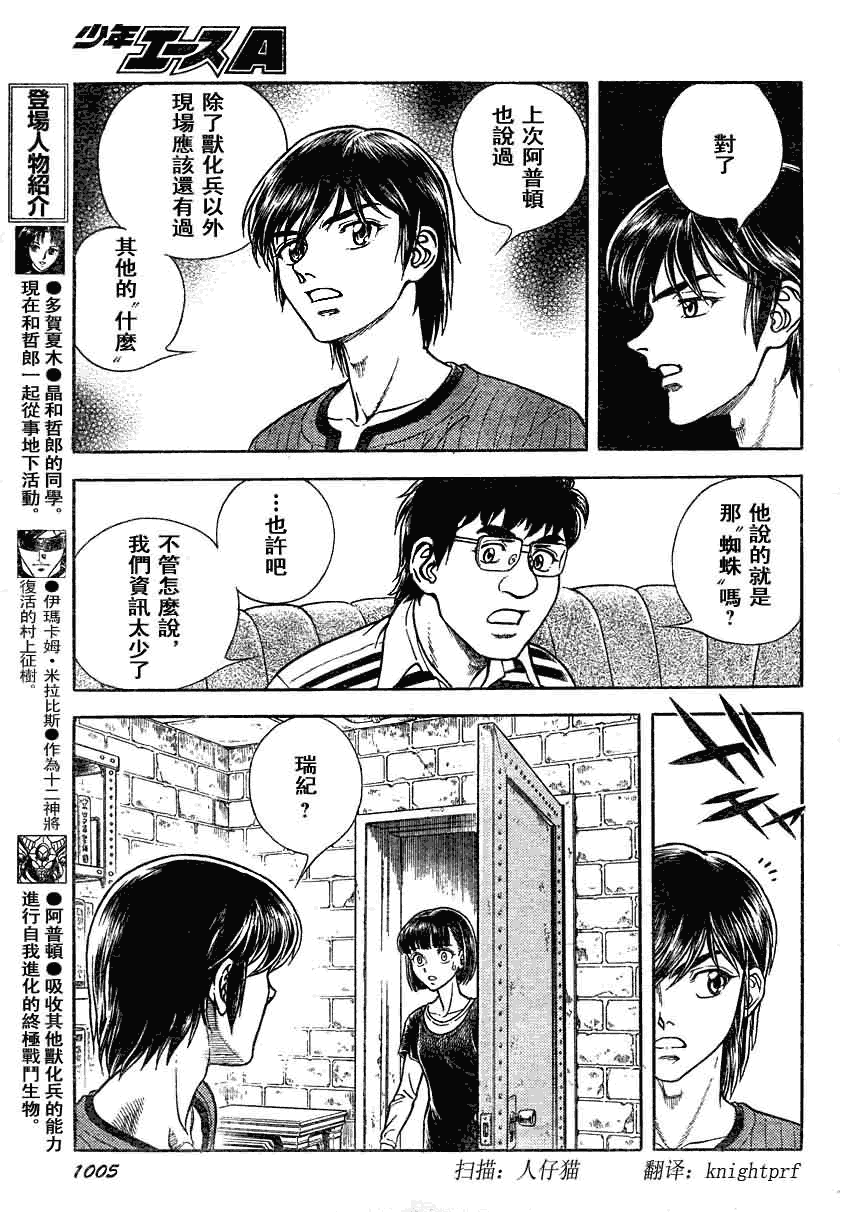 少年エースA
對了
上次阿普頓
也說過
除了獸化兵以外
現場應該還有過
其他的〝什麼〞
他說的就是
那〝蜘蛛〞嗎?
…也許吧
不管怎麼說,
我們資訊太少了
瑞紀?
登場人物紹介
●多賀夏木●晶和哲郎的同學。
現在和哲郎一起從事地下活動。
●伊瑪卡姆・米拉比斯●作為十二神將
復活的村上征樹。
●阿普頓●吸收其他獸化兵的能力
進行自我進化的終極戰鬥生物。
1005
扫描: 人仔猫
翻译: knightprf